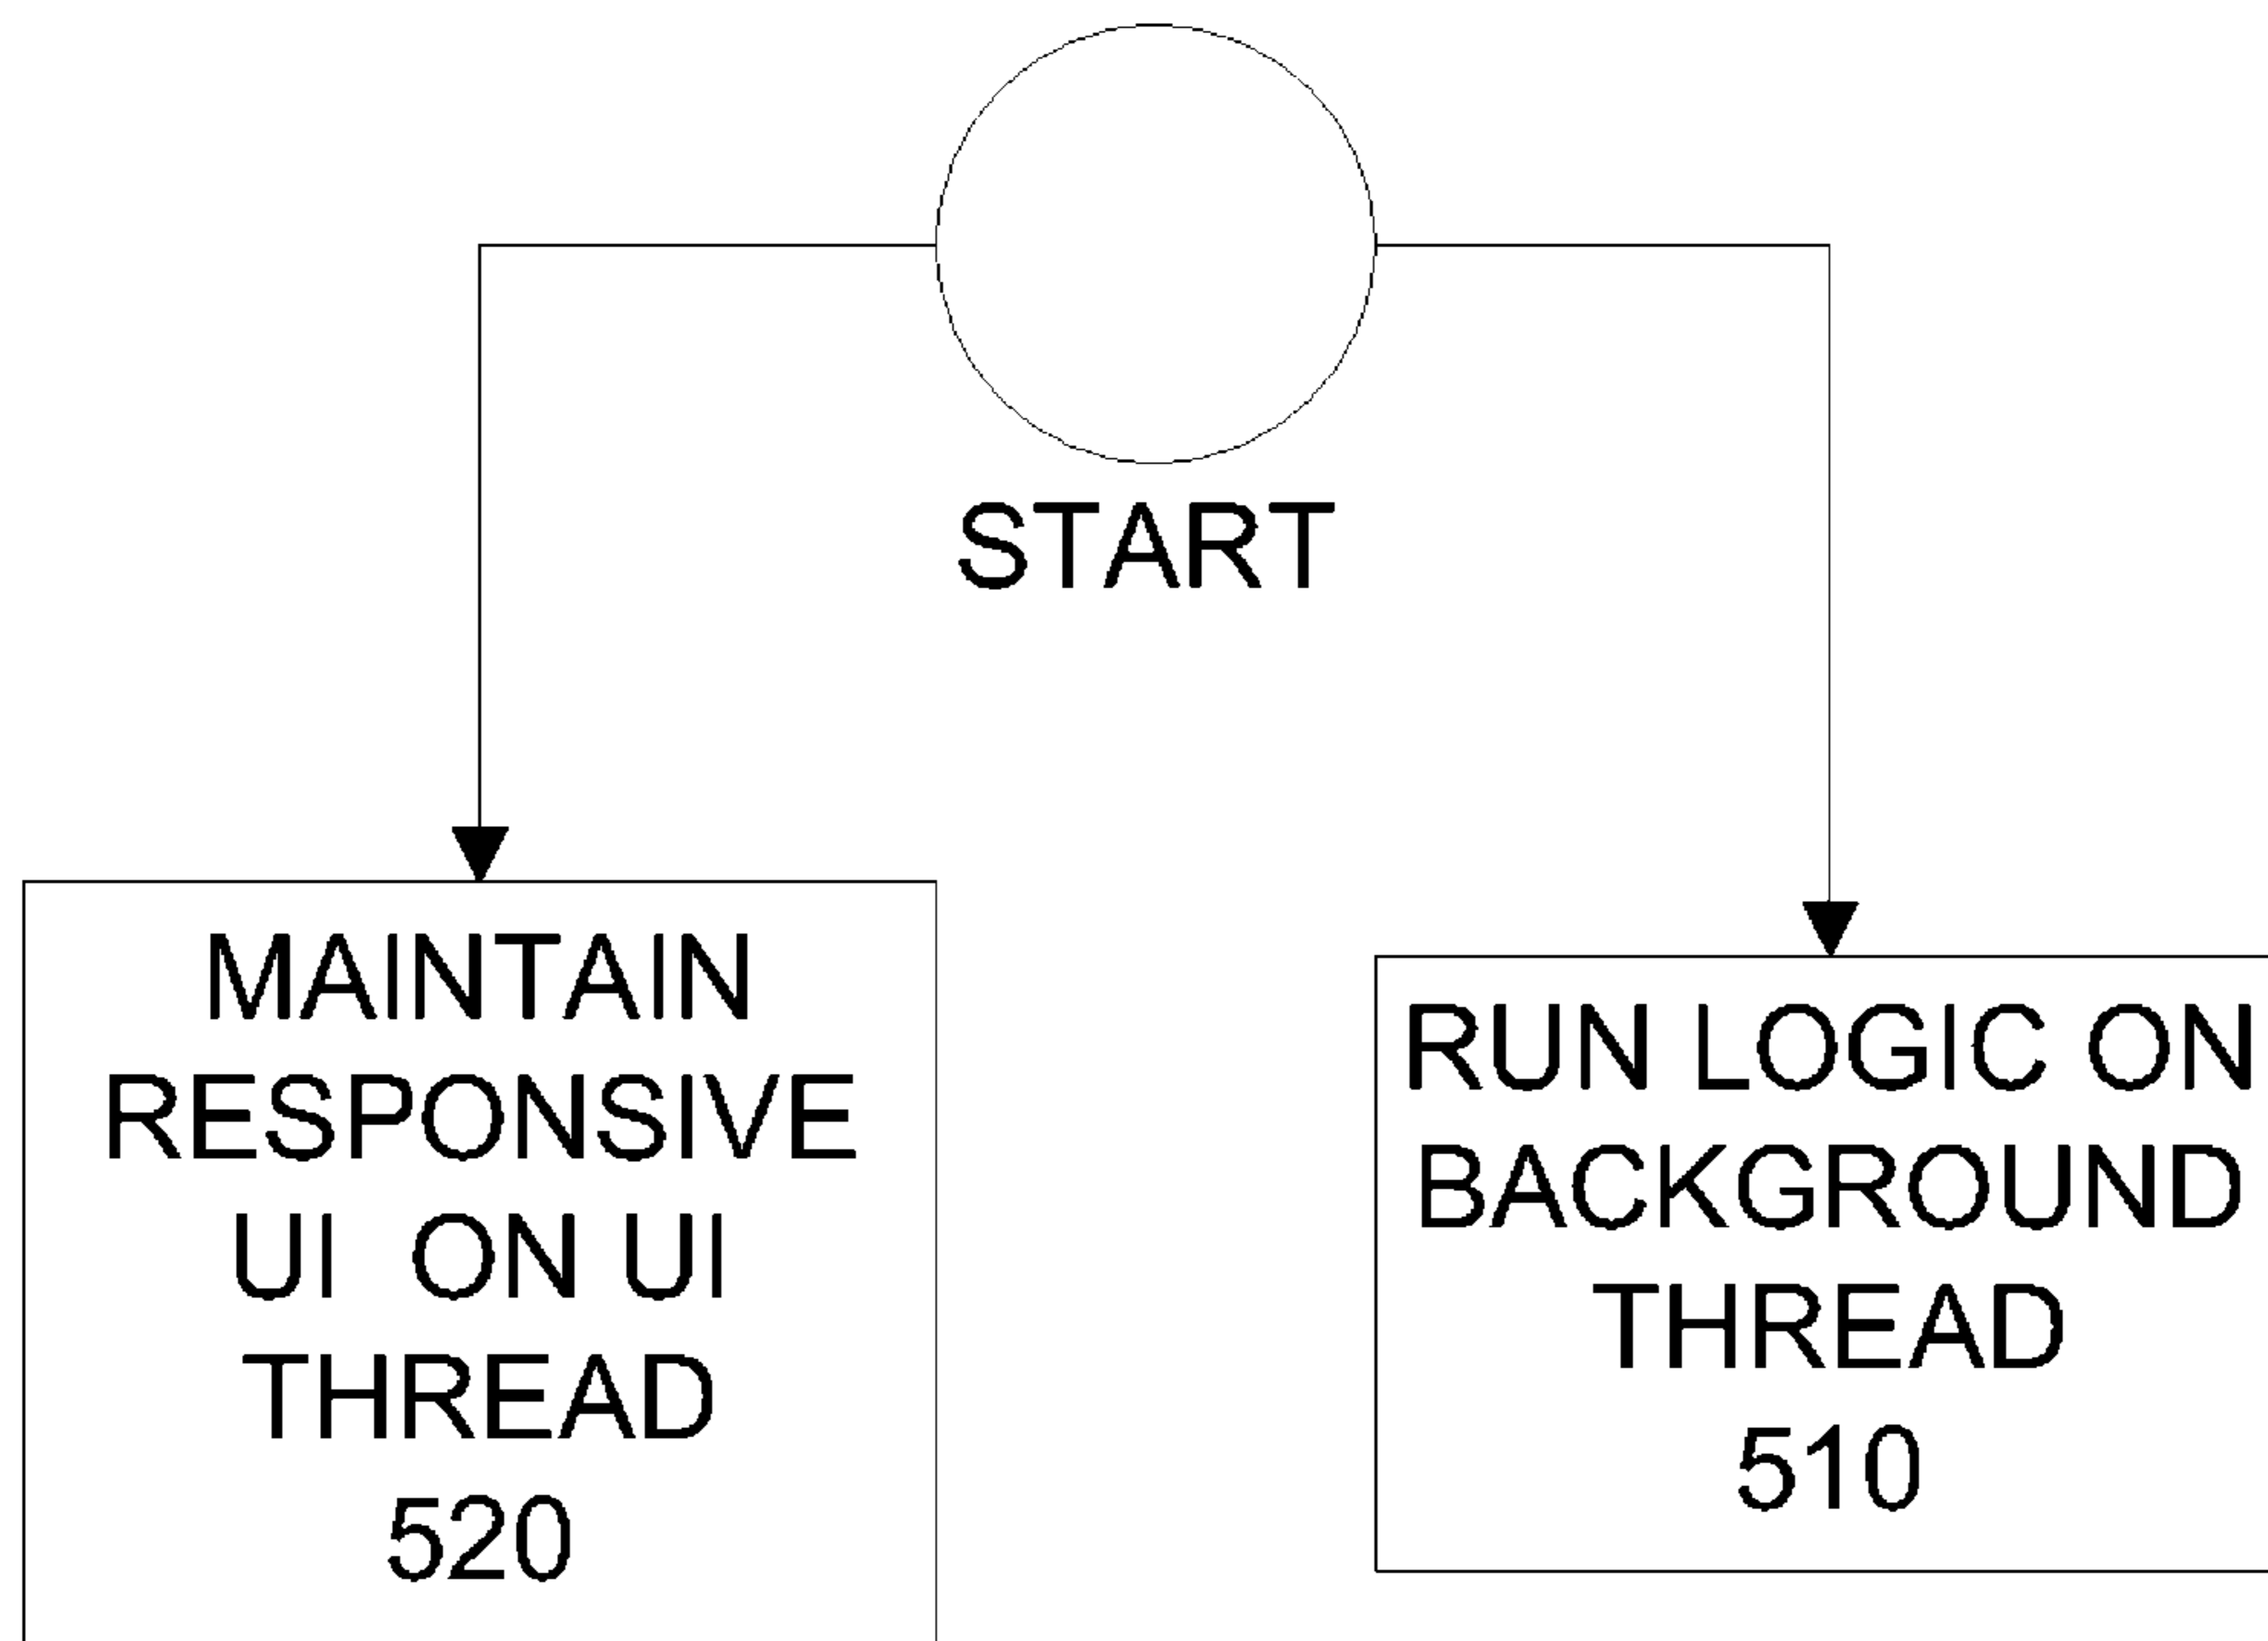 START
MAINTAIN
RESPONSIVE
UI ON UI
THREAD
520
RUN LOGIC ON
BACKGROUND
THREAD
510